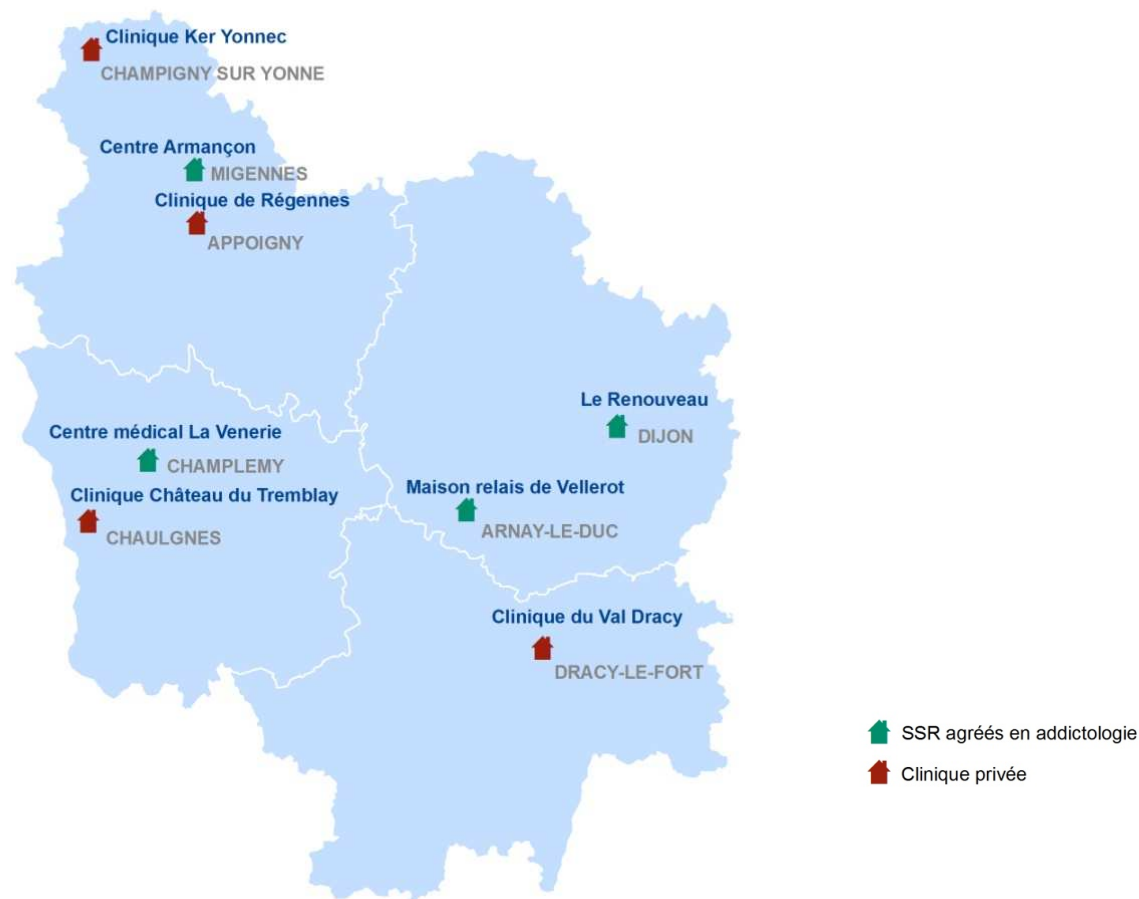 Clinique Ker Yonnec
CHAMPIGNY SUR YONNE
Centre Armançon
MIGENNES
Clinique de Régennes
APPOIGNY
Le Renouveau
DIJON
Centre médical La Venerie
CHAMPLEMY
Clinique Château du Tremblay
CHAULGNES
Maison relais de Vellerot
ARNAY-LE-DUC
Clinique du Val Dracy
DRACY-LE-FORT
SSR agréés en addictologie
Clinique privée